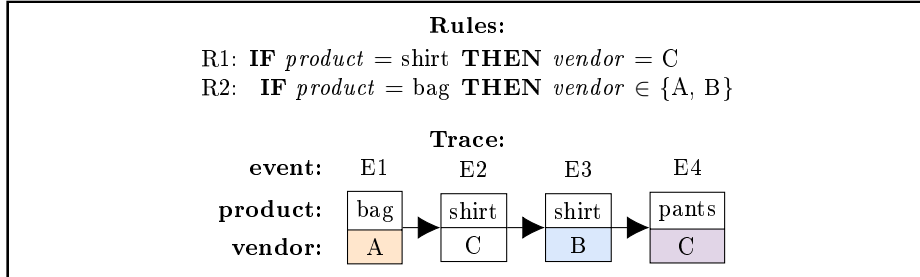 Rules:
R1: IF product = shirt THEN vendor = C
R2: IF product = bag THEN vendor ∈ {A, B}
Trace:
event: E1 E2 E3 E4
product: bag shirt shirt pants
vendor: A C B C